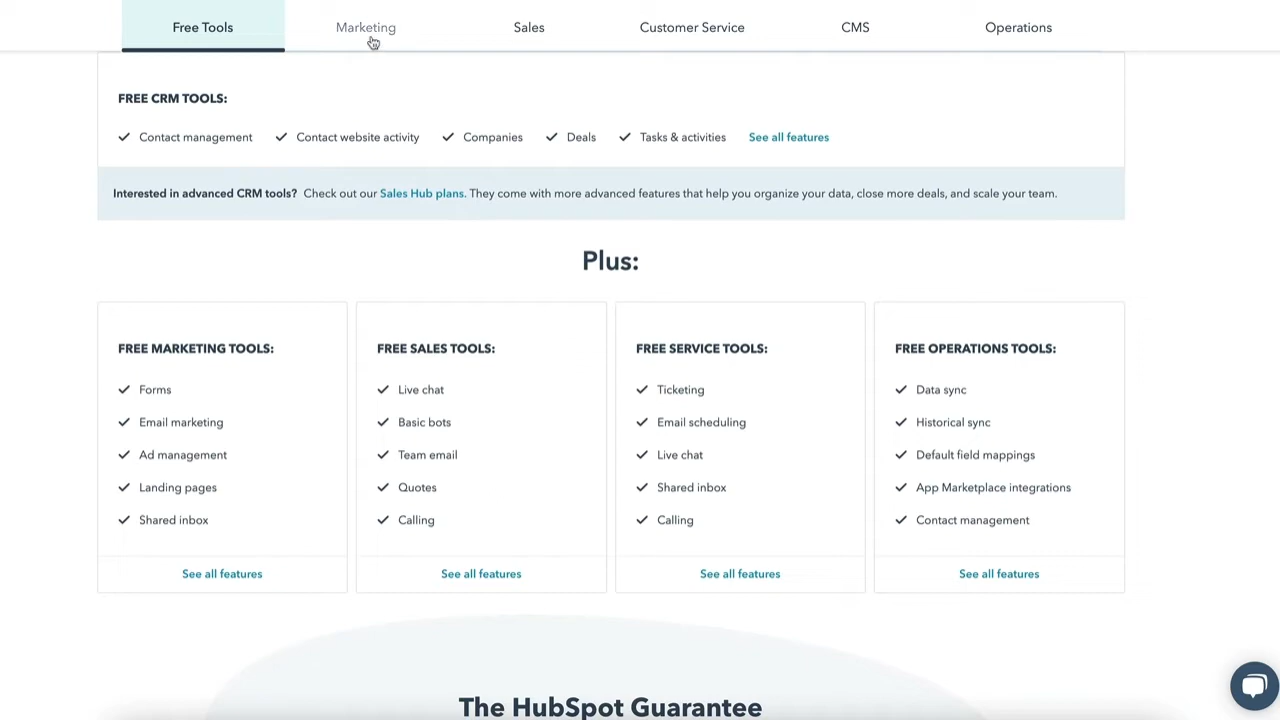 Free Tools
Marketing
Sales
Customer Service
CMS
Operations
FREE CRM TOOLS:
Contact management
Contact website activity
Companies
Deals
Tasks & activities
See all features
Interested in advanced CRM tools? Check out our Sales Hub plans. They come with more advanced features that help you organize your data, close more deals, and scale your team.
Plus:
FREE MARKETING TOOLS:
Forms
Email marketing
Ad management
Landing pages
Shared inbox
See all features
FREE SALES TOOLS:
Live chat
Basic bots
Team email
Quotes
Calling
See all features
FREE SERVICE TOOLS:
Ticketing
Email scheduling
Live chat
Shared inbox
Calling
See all features
FREE OPERATIONS TOOLS:
Data sync
Historical sync
Default field mappings
App Marketplace integrations
Contact management
See all features
The HubSpot Guarantee